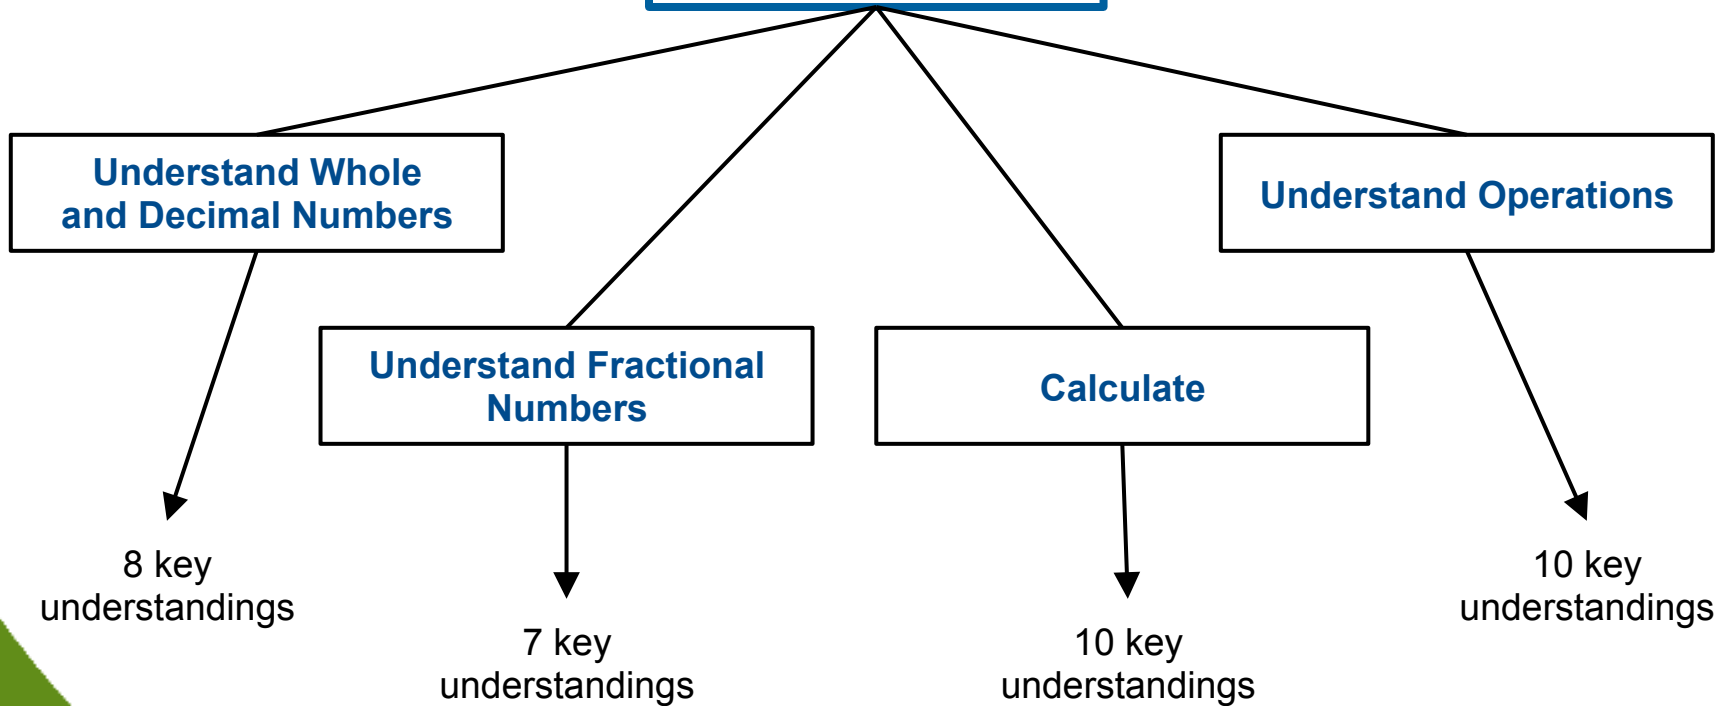 Understand Whole
and Decimal Numbers
Understand Operations
Understand Fractional
Numbers
Calculate
8 key
understandings
10 key
understandings
7 key
understandings
10 key
understandings